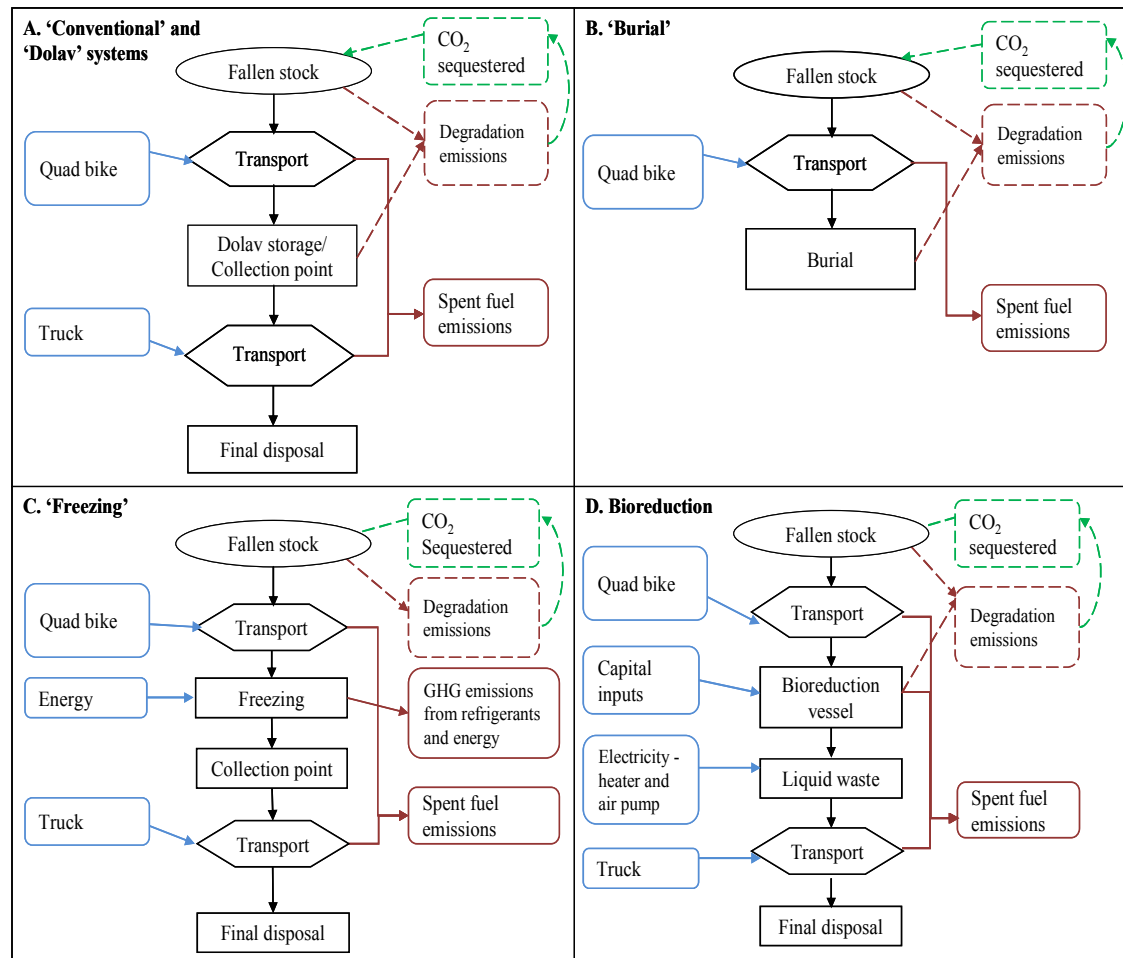 A. ‘Conventional’ and
‘Dolav’ systems
CO2
sequestered
Fallen stock
Degradation
emissions
Quad bike
Transport
Dolav storage/
Collection point
Spent fuel
emissions
Truck
Transport
Final disposal
B. ‘Burial’
CO2
sequestered
Fallen stock
Degradation
emissions
Quad bike
Transport
Burial
Spent fuel
emissions
C. ‘Freezing’
CO2
Sequestered
Fallen stock
Degradation
emissions
Quad bike
Transport
Energy
Freezing
GHG emissions
from refrigerants
and energy
Collection point
Truck
Transport
Spent fuel
emissions
Final disposal
D. Bioreduction
CO2
sequestered
Fallen stock
Quad bike
Transport
Degradation
emissions
Capital
inputs
Bioreduction
vessel
Electricity -
heater and
air pump
Liquid waste
Spent fuel
emissions
Truck
Transport
Final disposal